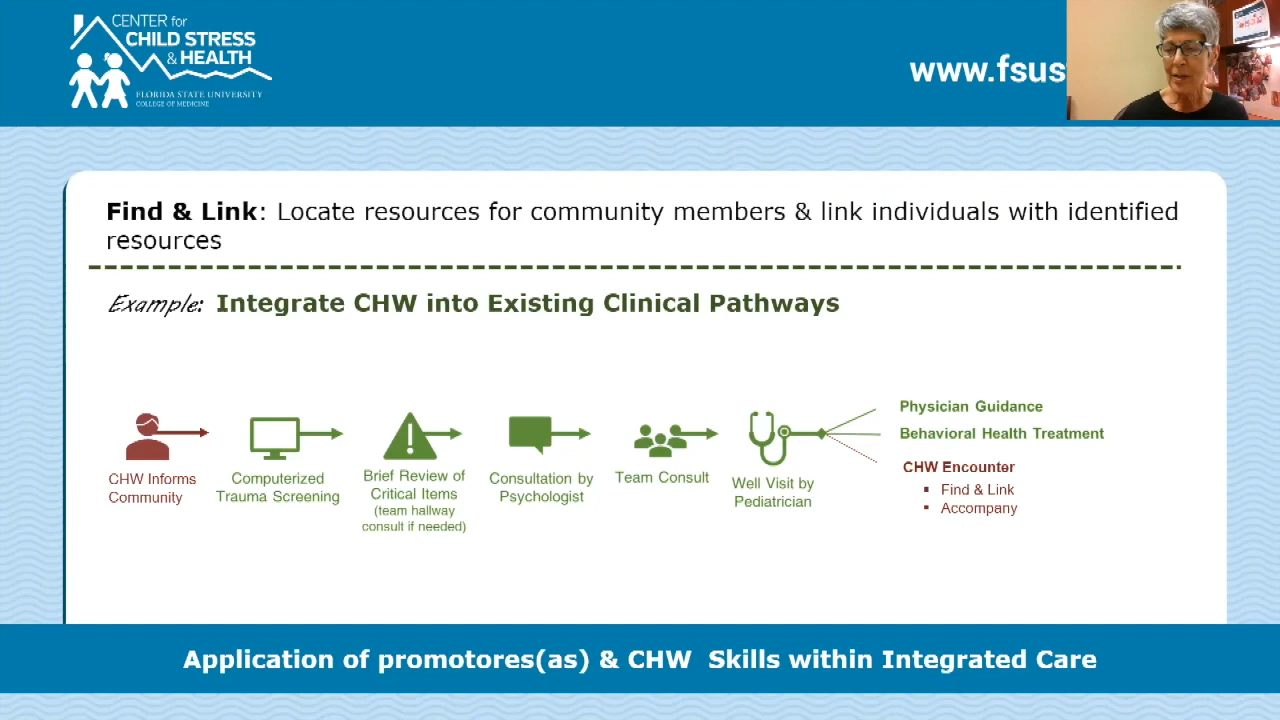 CENTER for
CHILD STRESS
& HEALTH
FLORIDA STATE UNIVERSITY
COLLEGE OF MEDICINE
www.fsus
Find & Link: Locate resources for community members & link individuals with identified
resources
Example: Integrate CHW into Existing Clinical Pathways
CHW Informs
Community
Computerized
Trauma Screening
Brief Review of
Critical Items
(team hallway
consult if needed)
Consultation by
Psychologist
Team Consult
Well Visit by
Pediatrician
Physician Guidance
Behavioral Health Treatment
CHW Encounter
▪ Find & Link
▪ Accompany
Application of promotores(as) & CHW Skills within Integrated Care